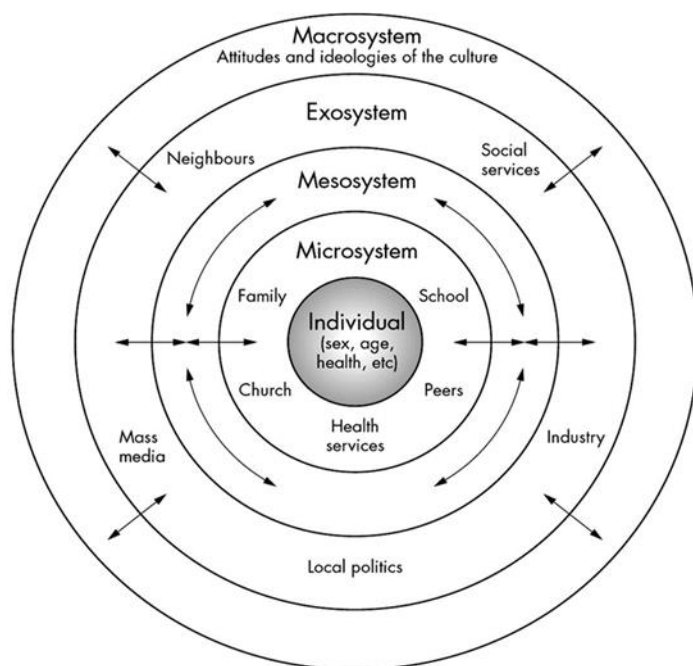 Macrosystem
Attitudes and ideologies of the culture
Exosystem
Neighbours
Social
services
Mesosystem
Microsystem
Family
School
Individual
(sex, age,
health, etc)
Church
Peers
Health
services
Mass
media
Industry
Local politics